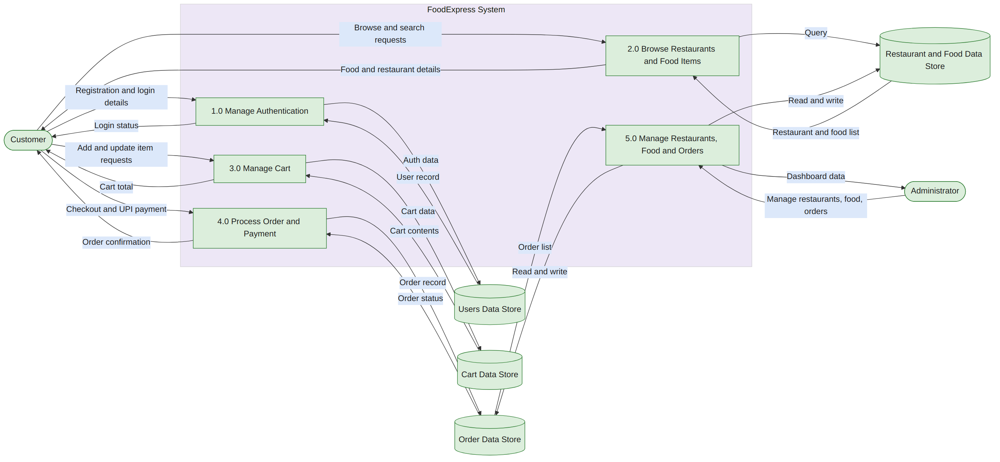 FoodExpress System
Browse and search
requests
Query
2.0 Browse Restaurants
and Food Items
Restaurant and Food Data
Store
Food and restaurant details
Registration and login
details
1.0 Manage Authentication
Read and write
Login status
Restaurant and food list
Customer
5.0 Manage Restaurants,
Food and Orders
Add and update item
requests
3.0 Manage Cart
Auth data
User record
Dashboard data
Cart total
Administrator
Manage restaurants, food,
orders
Checkout and UPI payment
Cart data
4.0 Process Order and
Payment
Cart contents
Order confirmation
Order list
Read and write
Order record
Order status
Users Data Store
Cart Data Store
Order Data Store